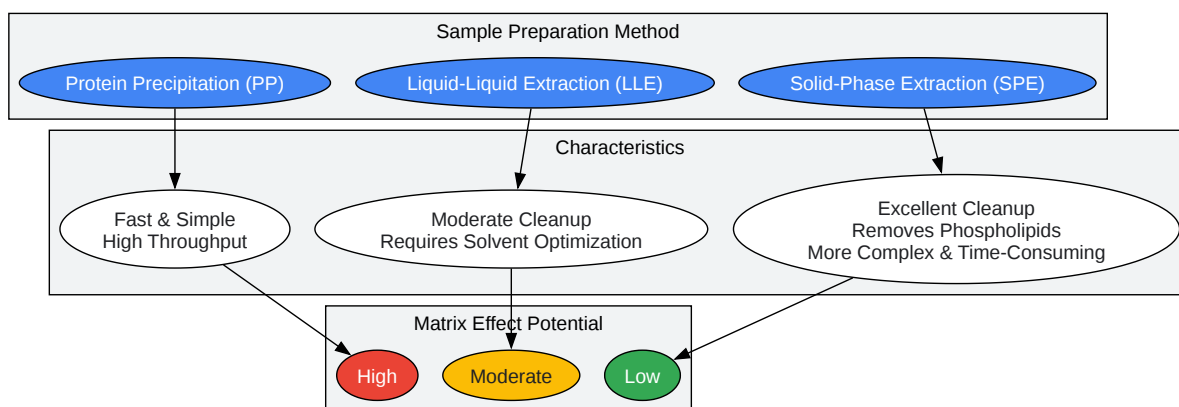 Sample Preparation Method
Protein Precipitation (PP)
Liquid-Liquid Extraction (LLE)
Solid-Phase Extraction (SPE)
Characteristics
Fast & Simple
High Throughput
Moderate Cleanup
Requires Solvent Optimization
Excellent Cleanup
Removes Phospholipids
More Complex & Time-Consuming
Matrix Effect Potential
High
Moderate
Low